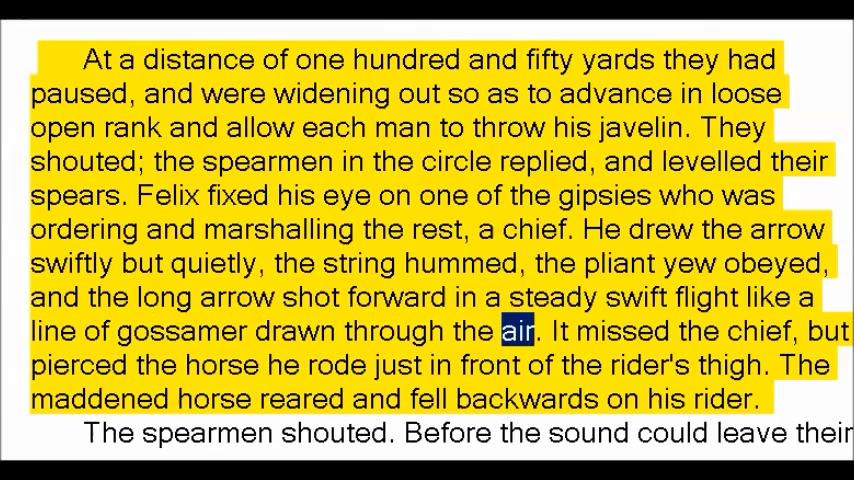 At a distance of one hundred and fifty yards they had
paused, and were widening out so as to advance in loose
open rank and allow each man to throw his javelin. They
shouted; the spearmen in the circle replied, and levelled their
spears. Felix fixed his eye on one of the gipsies who was
ordering and marshalling the rest, a chief. He drew the arrow
swiftly but quietly, the string hummed, the pliant yew obeyed,
and the long arrow shot forward in a steady swift flight like a
line of gossamer drawn through the air. It missed the chief, but
pierced the horse he rode just in front of the rider's thigh. The
maddened horse reared and fell backwards on his rider.
The spearmen shouted. Before the sound could leave their